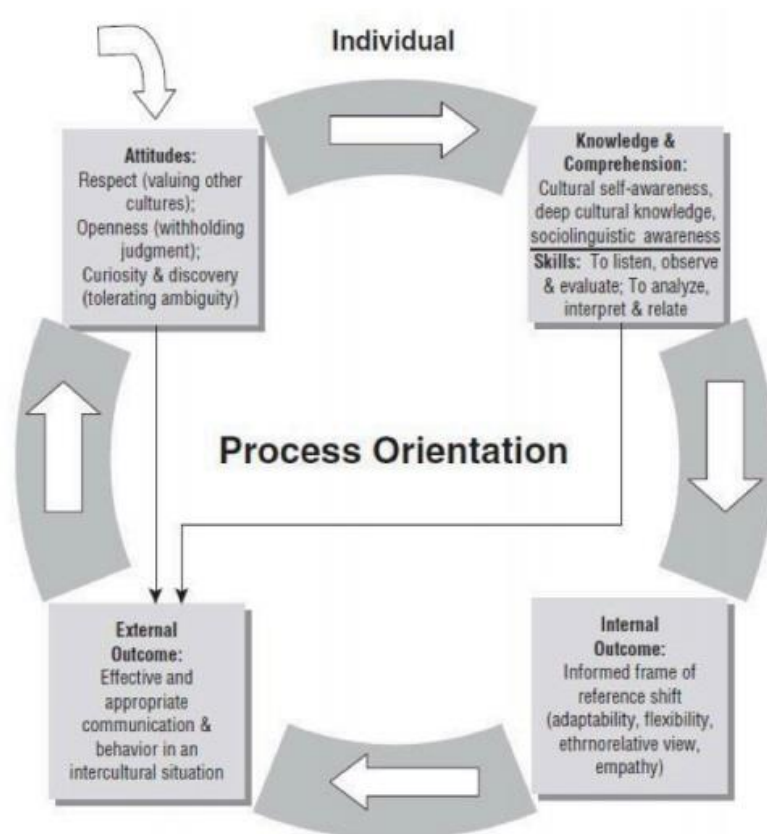 Individual
Attitudes:
Respect (valuing other
cultures);
Openness (withholding
judgment);
Curiosity & discovery
(tolerating ambiguity)
Knowledge &
Comprehension:
Cultural self-awareness,
deep cultural knowledge,
sociolinguistic awareness
Skills: To listen, observe
& evaluate; To analyze,
interpret & relate
Process Orientation
External
Outcome:
Effective and
appropriate
communication &
behavior in an
intercultural situation
Internal
Outcome:
Informed frame of
reference shift
(adaptability, flexibility,
ethrnorelative view,
empathy)